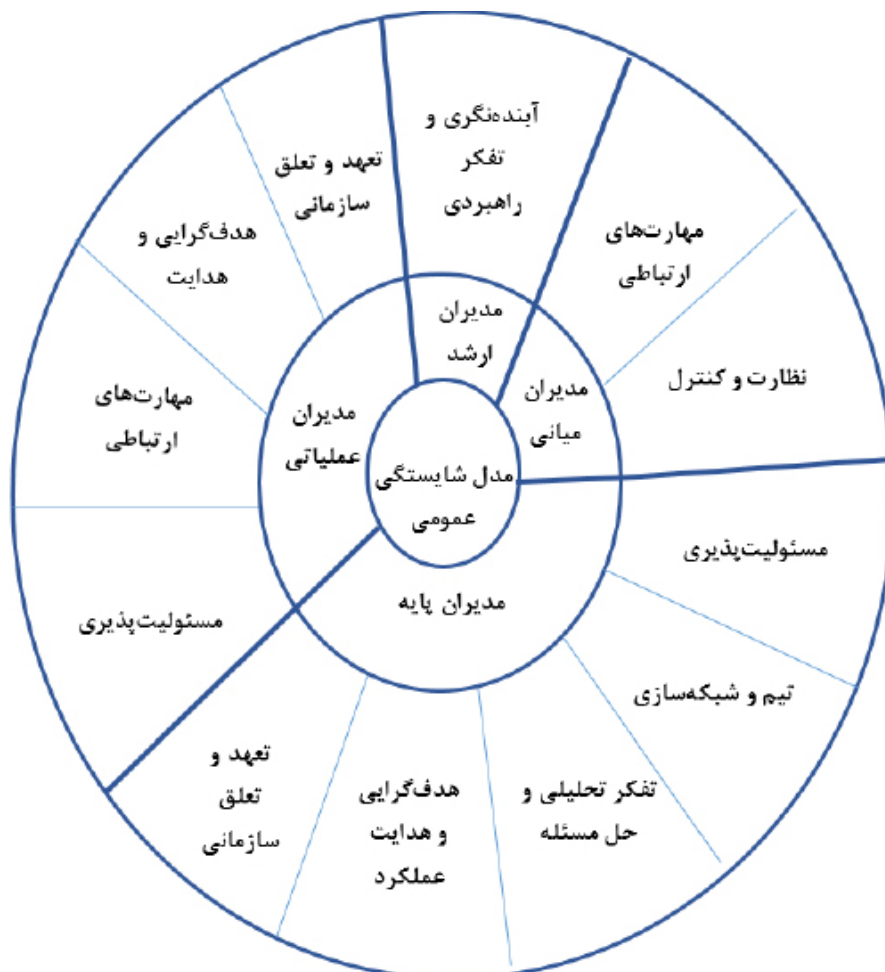 مدل شایستگی
عمومی
مدیران
ارشد
آینده‌نگری و
تفکر
راهبردی
مدیران
میانی
مهارت‌های
ارتباطی
نظارت و کنترل
مدیران پایه
مسئولیت‌پذیری
تیم و شبکه‌سازی
تفکر تحلیلی و
حل مسئله
هدف‌گرایی
و هدایت
عملکرد
تعهد و
تعلق
سازمانی
مدیران
عملیاتی
مسئولیت‌پذیری
مهارت‌های
ارتباطی
هدف‌گرایی و
هدایت
تعهد و تعلق
سازمانی